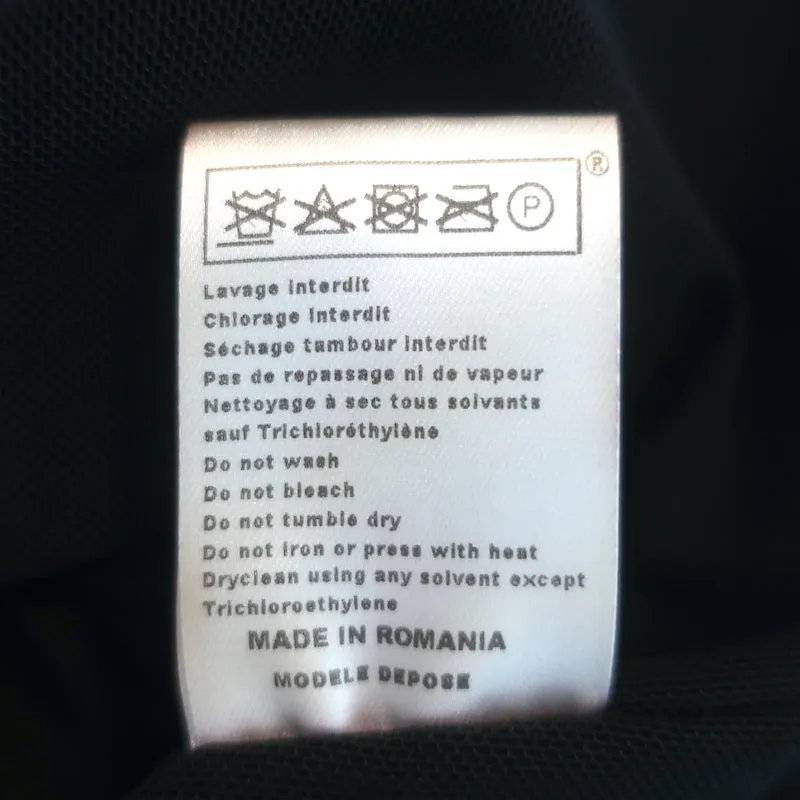 ®
P
Lavage interdit
Chlorage interdit
Séchage tambour interdit
Pas de repassage ni de vapeur
Nettoyage à sec tous solvants
sauf Trichloréthylène
Do not wash
Do not bleach
Do not tumble dry
Do not iron or press with heat
Dryclean using any solvent except
Trichloroethylene
MADE IN ROMANIA
MODELE DEPOSE